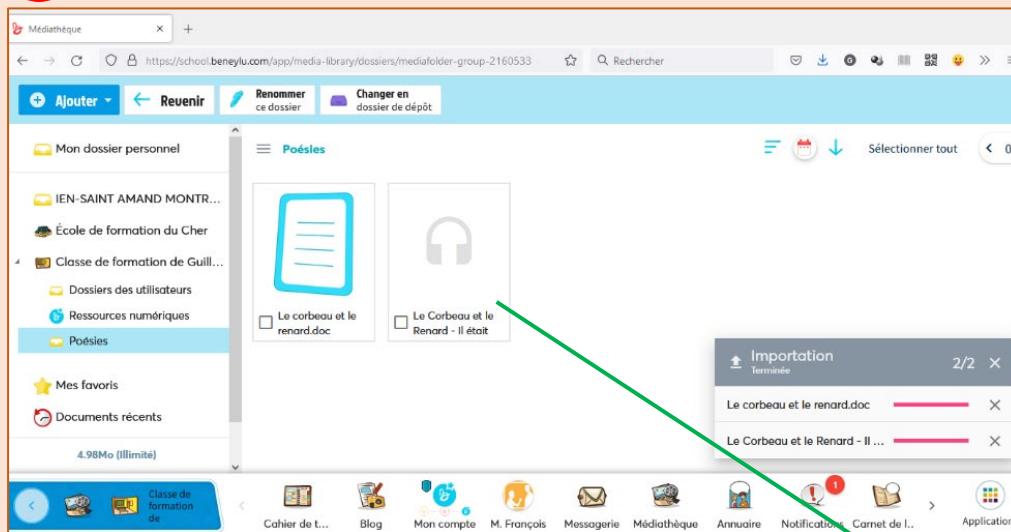 Médiathèque
https://school.beneylu.com/app/media-library/dossiers/mediafolder-group-2160533
Rechercher
Ajouter
Revenir
Renommer
ce dossier
Changer en
dossier de dépôt
Mon dossier personnel
Poésies
Sélectionner tout
0
IEN-SAINT AMAND MONTR...
École de formation du Cher
Classe de formation de Guill...
Dossiers des utilisateurs
Ressources numériques
Poésies
Mes favoris
Documents récents
4.98Mo (Illimité)
Le corbeau et le
renard.doc
Le Corbeau et le
Renard - Il était
Importation
Terminée
2/2
Le corbeau et le renard.doc
Le Corbeau et le Renard - Il ...
Classe de
formation
de
Cahier de t...
Blog
Mon compte
M. François
Messagerie
Médiathèque
Annuaire
1
Notifications
Carnet de l..
Application